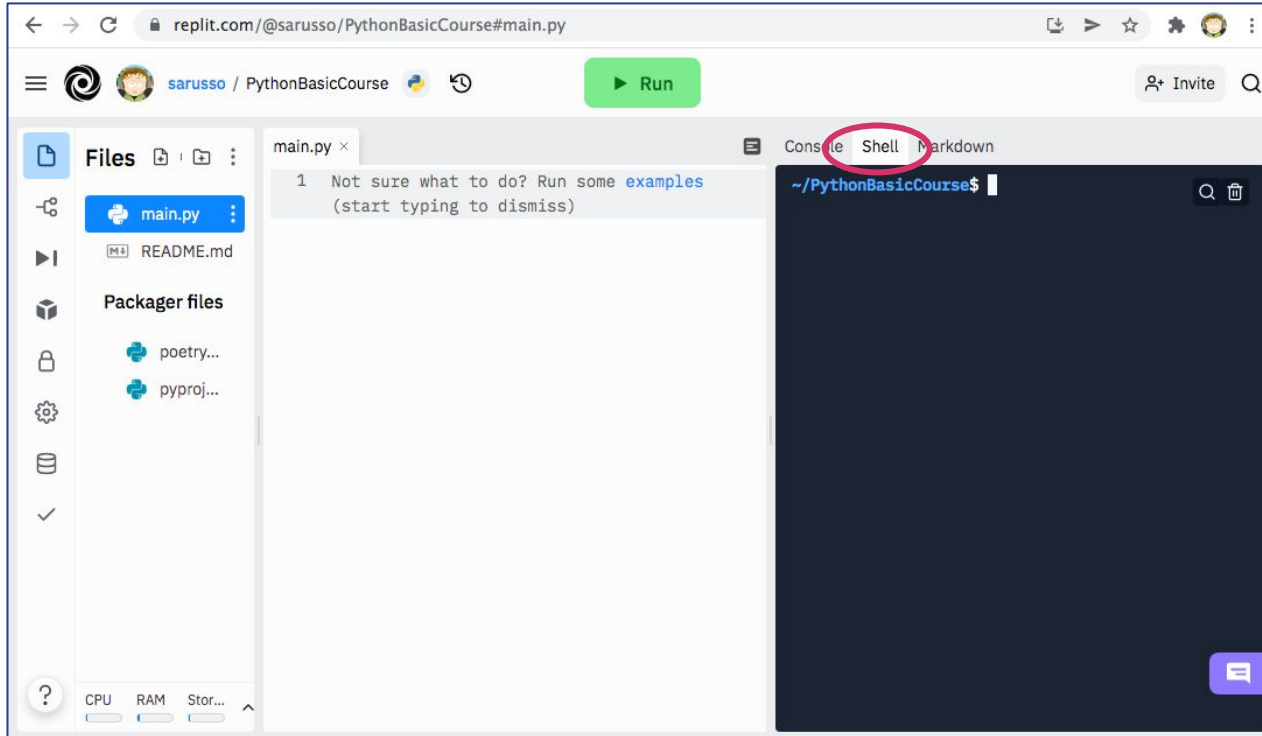 replit.com/@sarusso/PythonBasicCourse#main.py
sarusso / PythonBasicCourse
Run
Invite
Files
main.py
README.md
Packager files
poetry...
pyproj...
CPU RAM Stor...
main.py ×
1 Not sure what to do? Run some examples
(start typing to dismiss)
Console Shell Markdown
~/PythonBasicCourse$
?